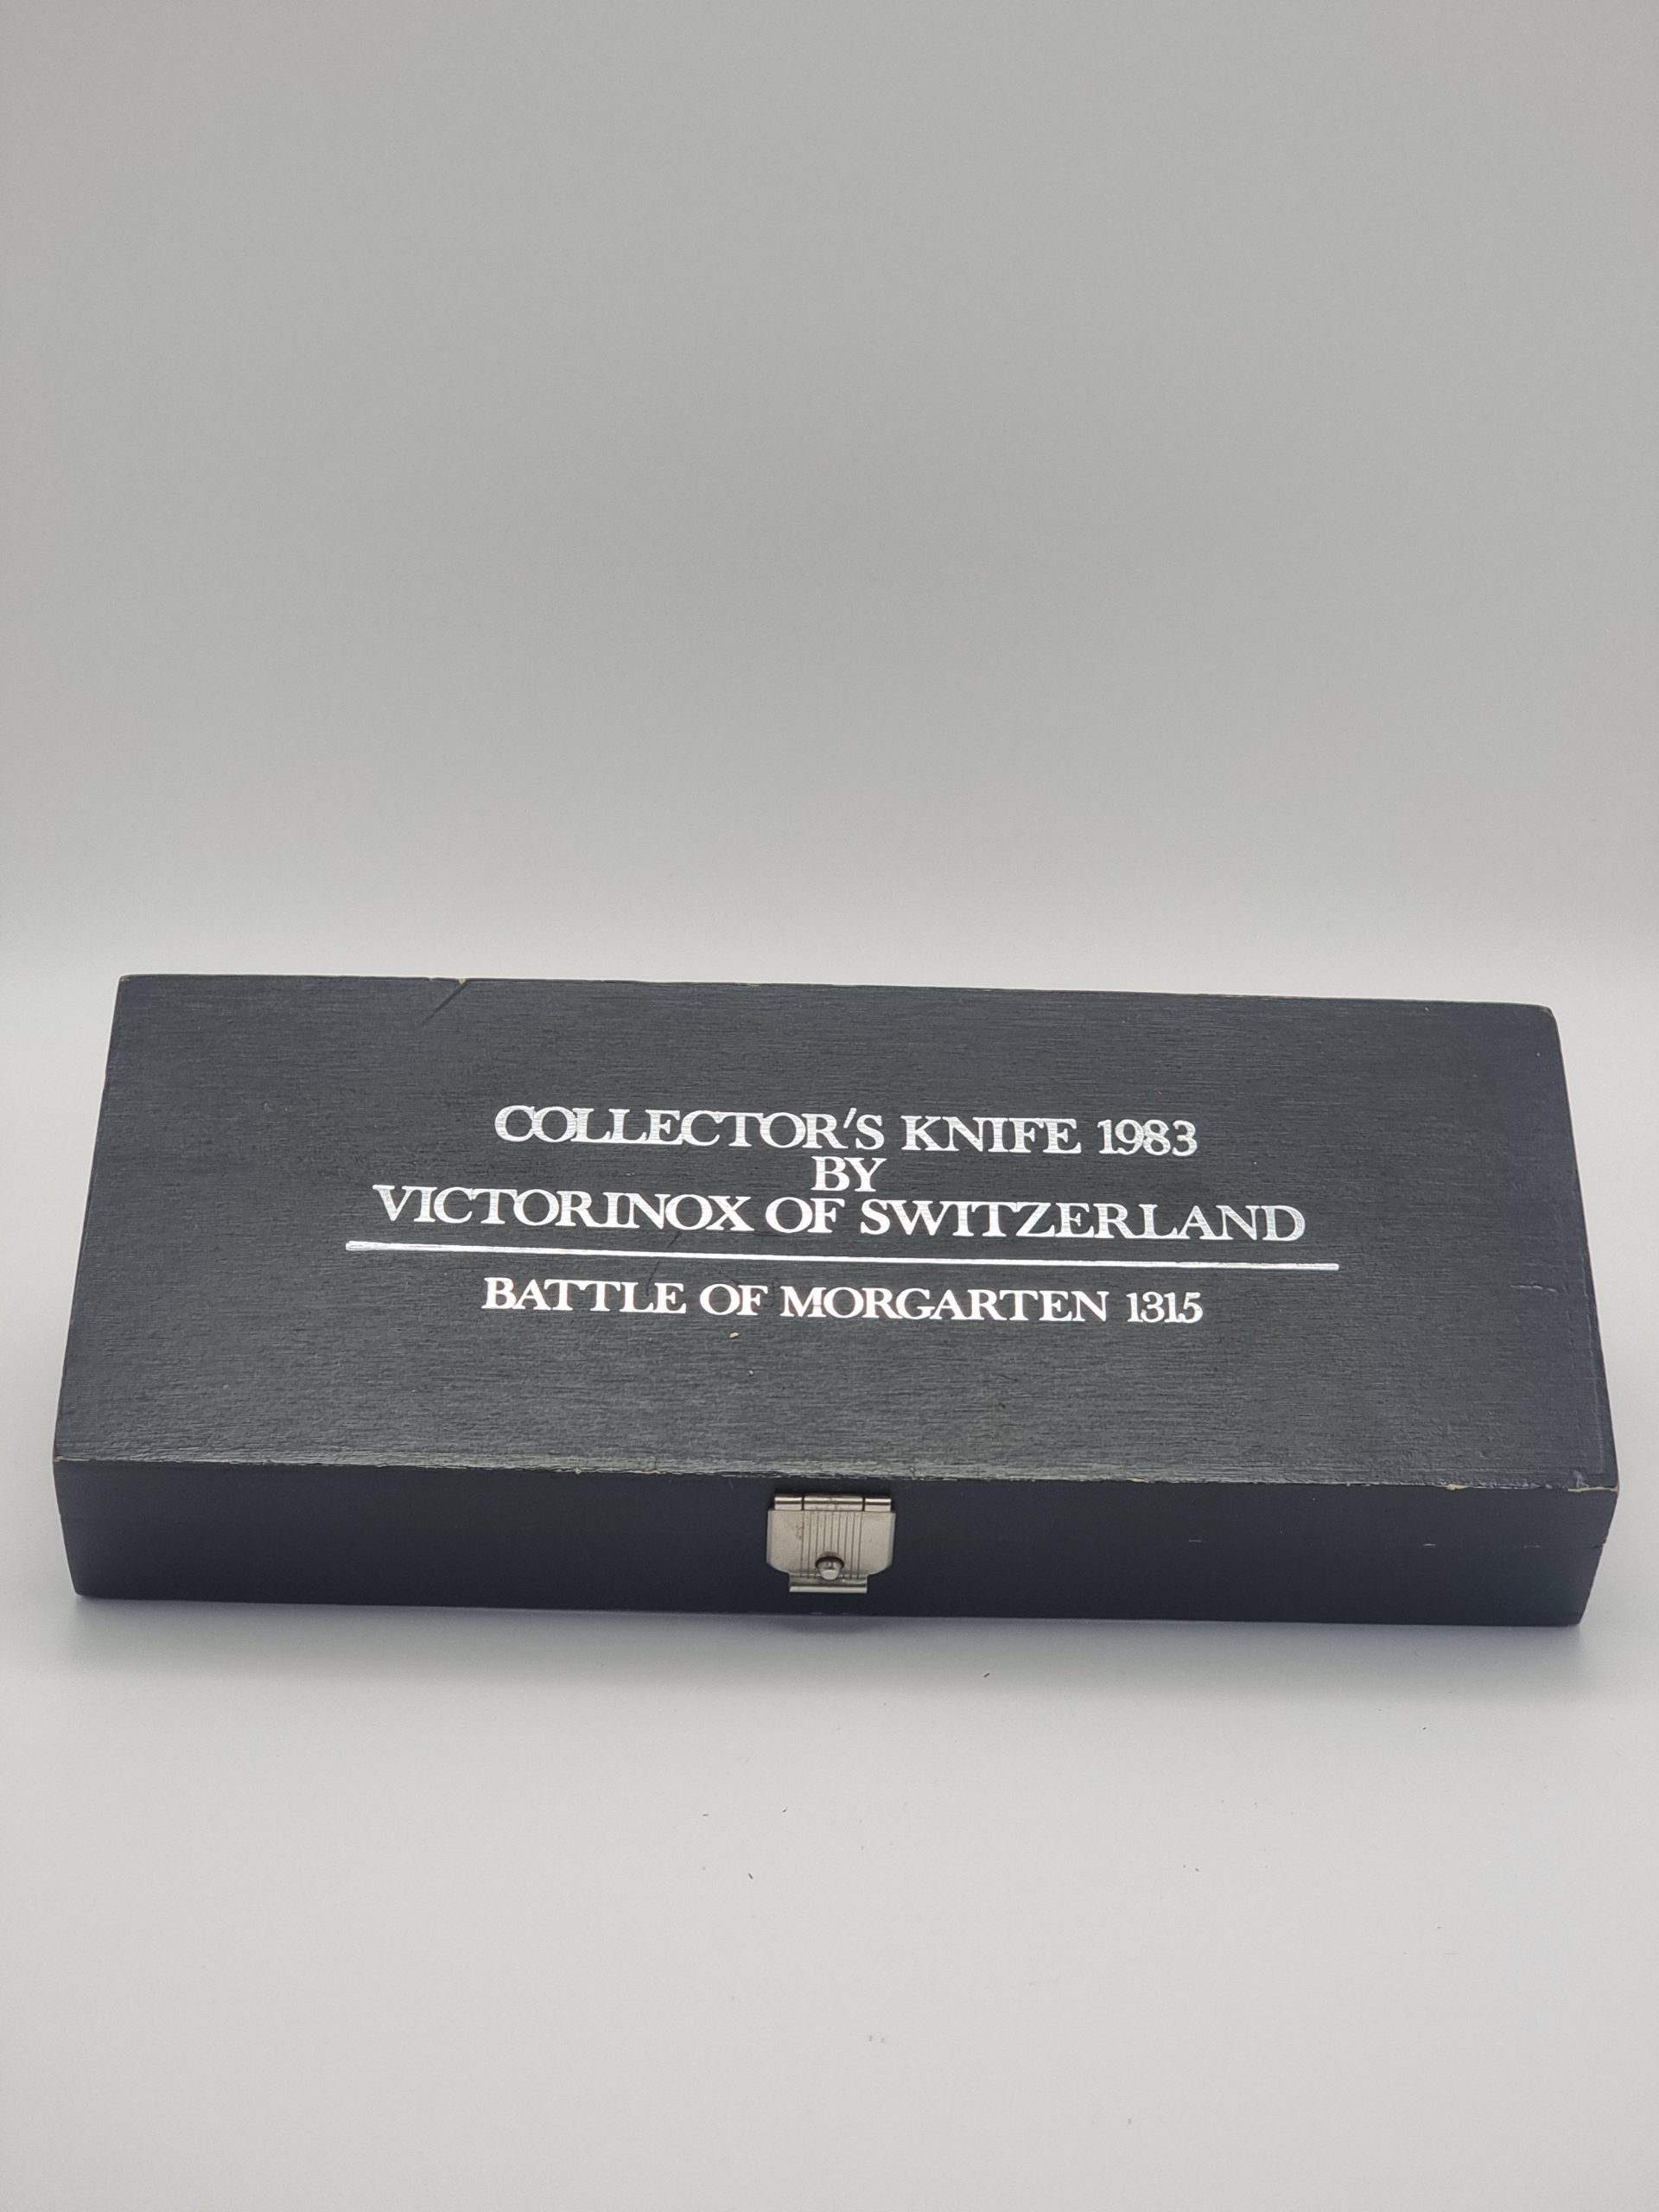 COLLECTOR'S KNIFE 1983
BY
VICTORINOX OF SWITZERLAND
BATTLE OF MORGARTEN 1315